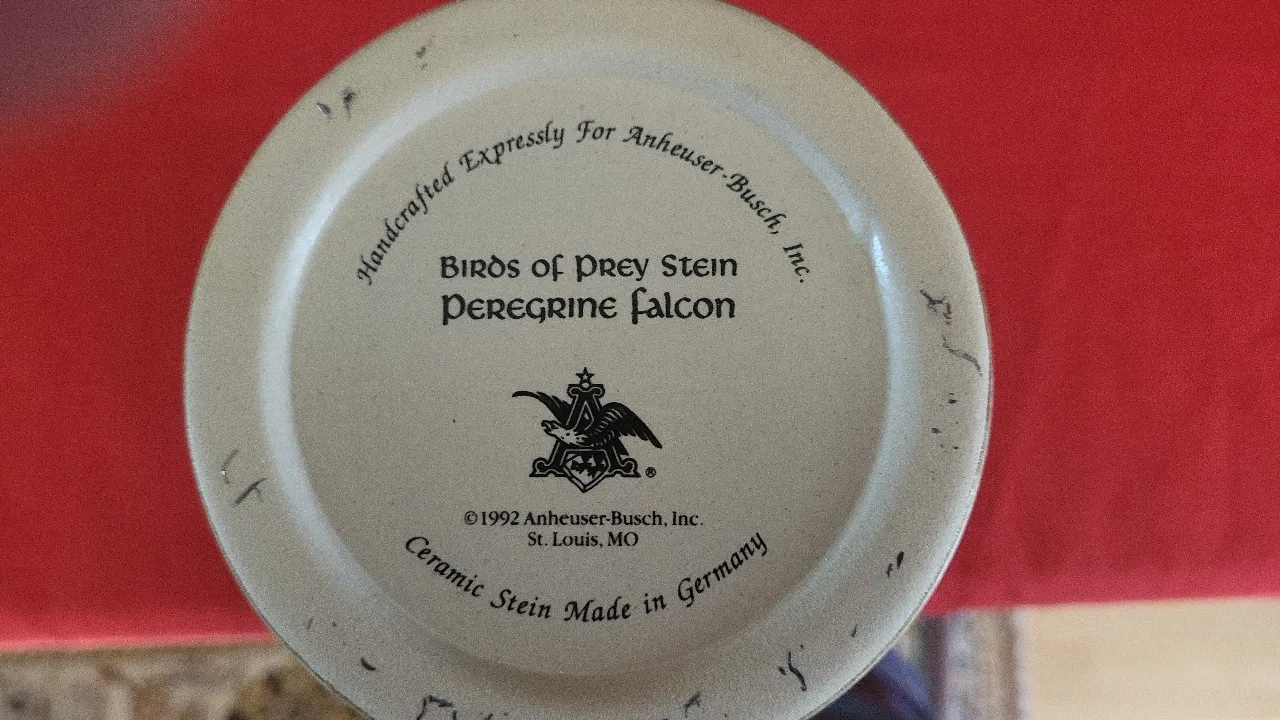 Handcrafted Expressly For Anheuser-Busch, Inc.
Birds of Prey Stein
Peregrine Falcon
A
®
©1992 Anheuser-Busch, Inc.
St. Louis, MO
Ceramic Stein Made in Germany